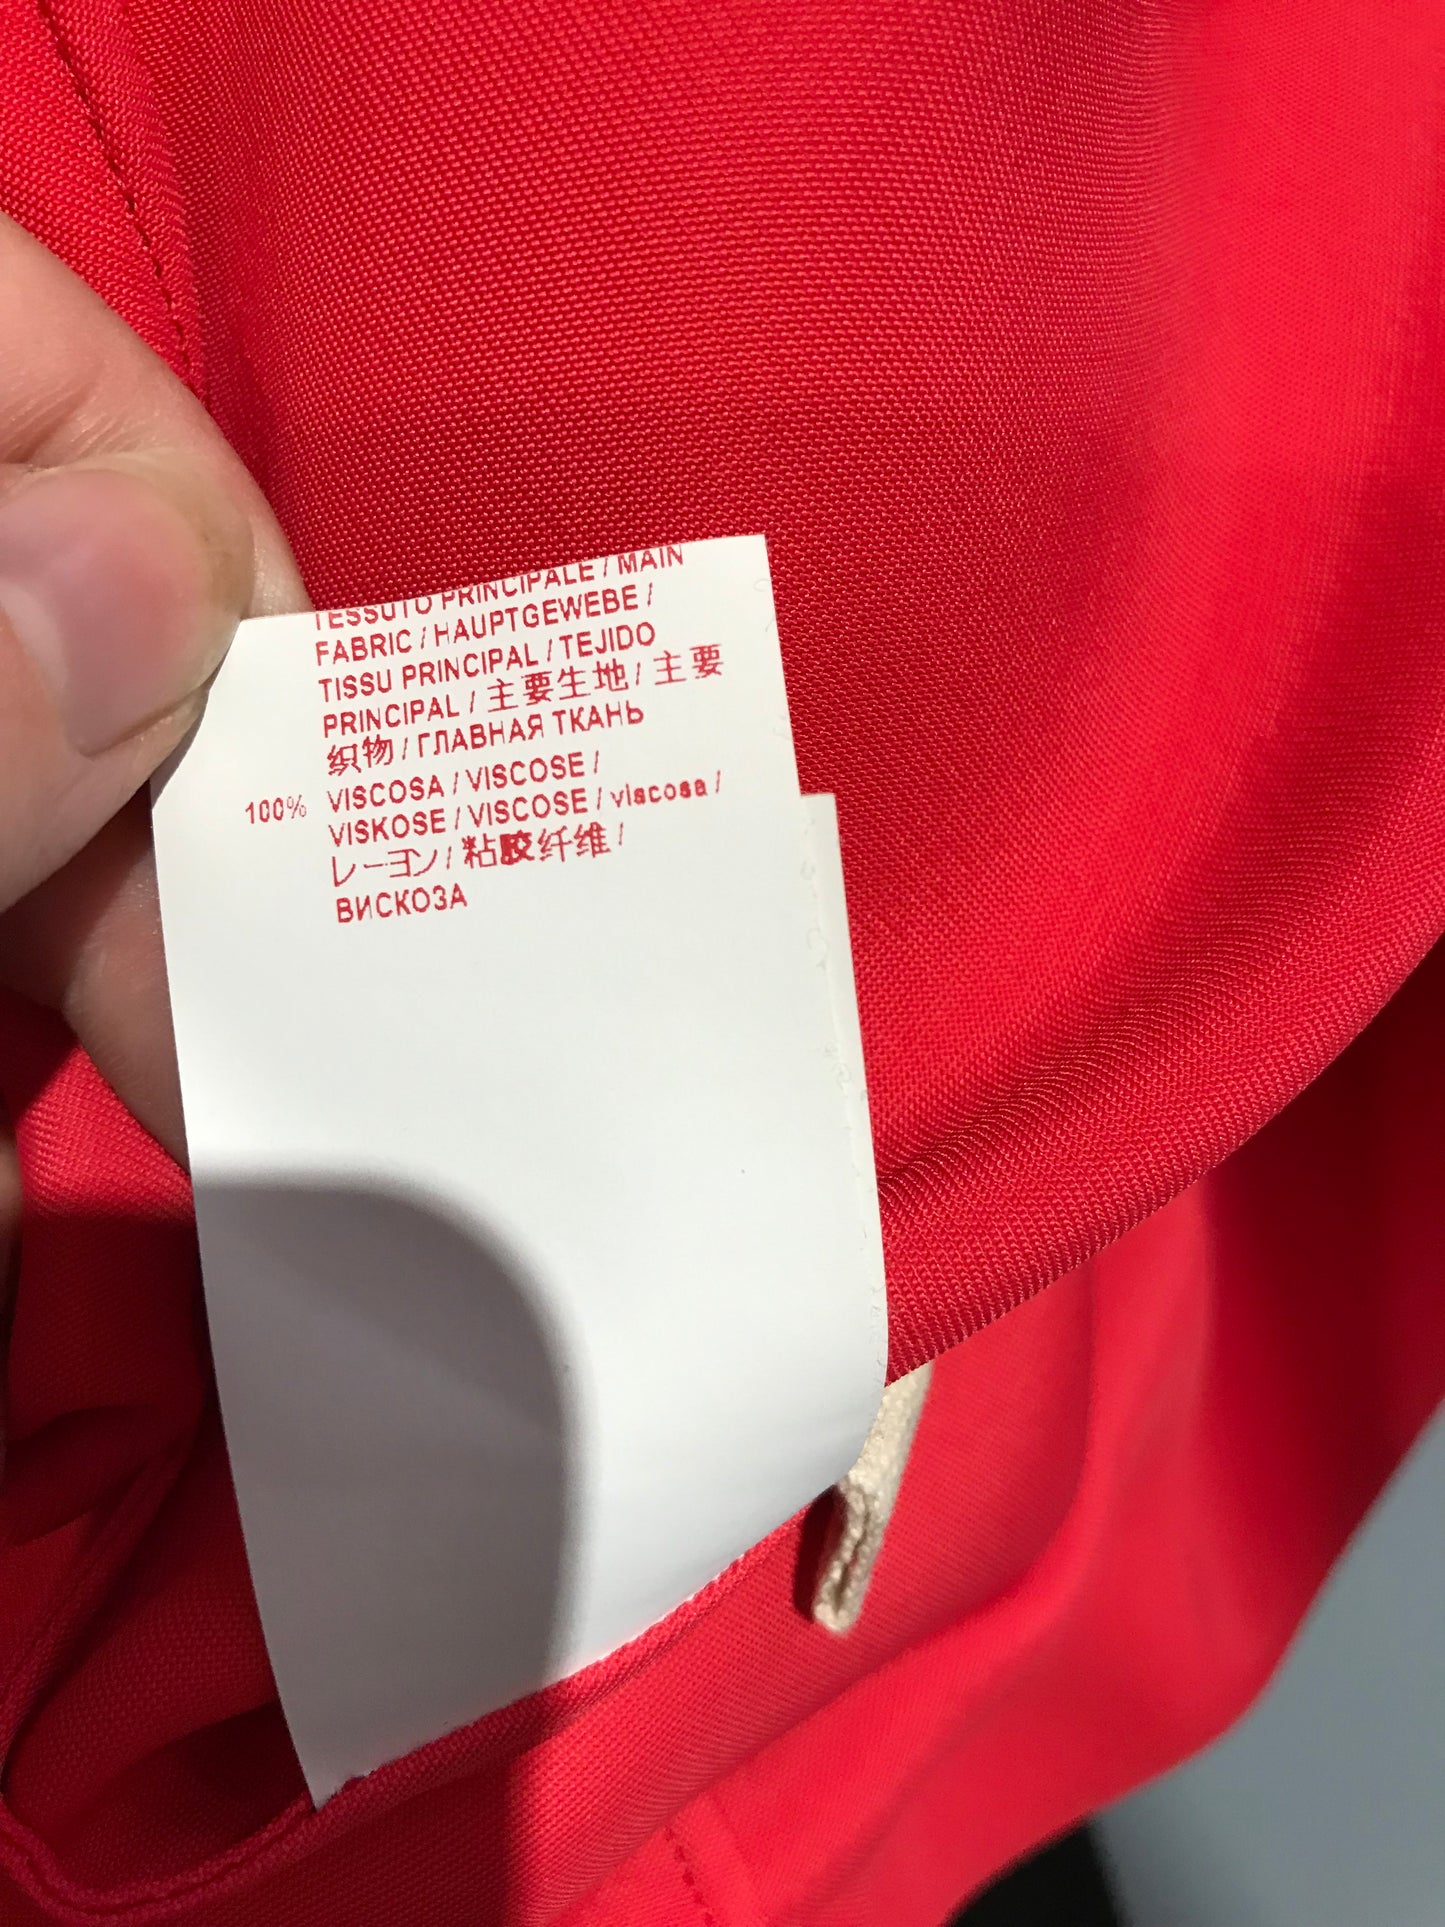 TESSUTO PRINCIPALE / MAIN
FABRIC / HAUPTGEWEBE /
TISSU PRINCIPAL / TEJIDO
PRINCIPAL / 主要生地 / 主要
织物 / ГЛАВНАЯ ТКАНЬ
100% VISCOSA / VISCOSE /
VISKOSE / VISCOSE / viscosa /
レーヨン / 粘胶纤维 /
ВИСКОЗА